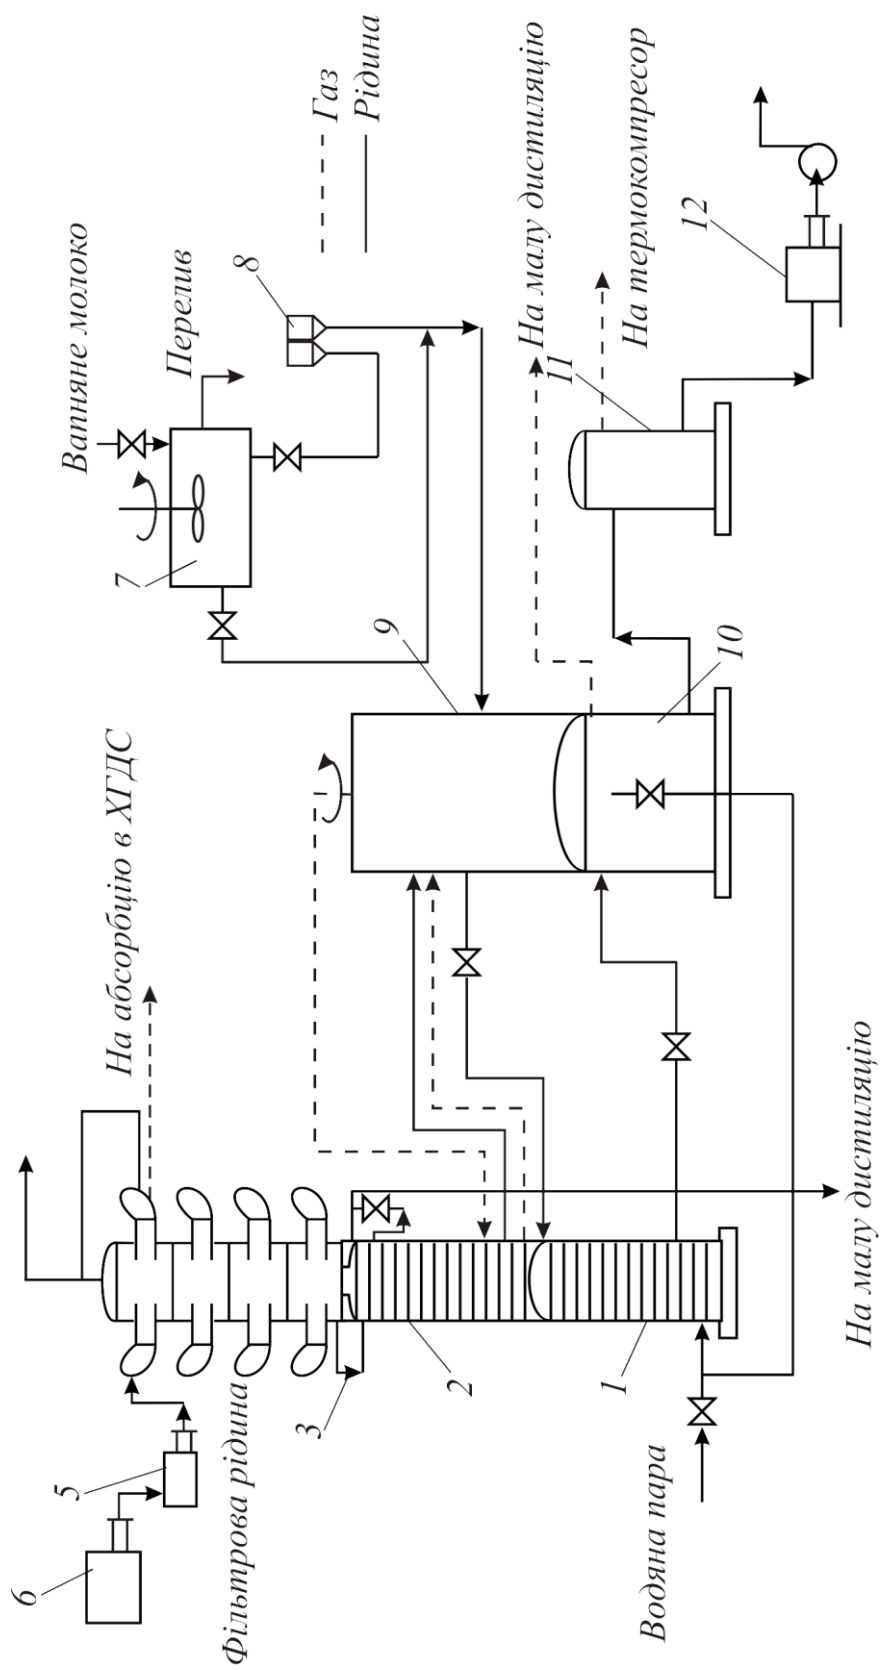 Вапняне молоко
Перелив
7
8
Газ
Рідина
На абсорбцію в ХГДС
9
На малу дистиляцію
11
На термокомпресор
12
10
6
5
Фільтрова рідина
3
2
1
Водяна пара
На малу дистиляцію